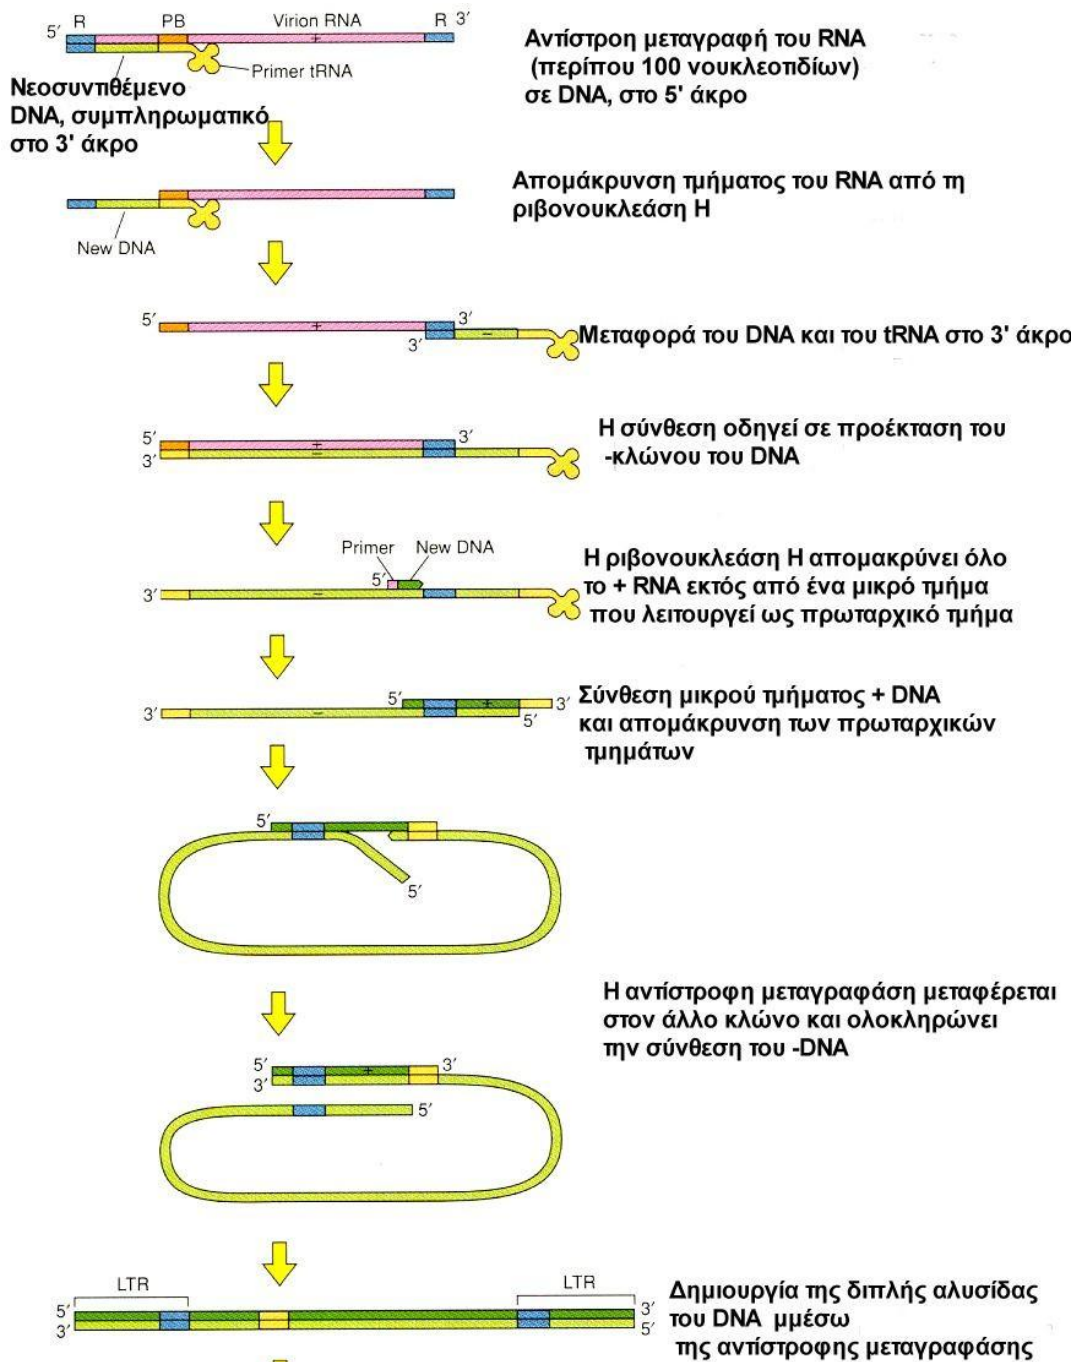 5′ R PB Virion RNA R 3′
+
Primer tRNA
Αντίστροη μεταγραφή του RNA
(περίπου 100 νουκλεοτιδίων)
σε DNA, στο 5' άκρο
Νεοσυντιθέμενο
DNA, συμπληρωματικό
στο 3' άκρο
Απομάκρυνση τμήματος του RNA από τη
ριβονουκλεάση Η
New DNA
5′ + 3′
3′ −
Μεταφορά του DNA και του tRNA στο 3' άκρο
5′ + 3′
3′ −
Η σύνθεση οδηγεί σε προέκταση του
-κλώνου του DNA
Primer New DNA
5′
3′ −
Η ριβονουκλεάση Η απομακρύνει όλο
το + RNA εκτός από ένα μικρό τμήμα
που λειτουργεί ως πρωταρχικό τμήμα
5′ + 3′
3′ − 5′
Σύνθεση μικρού τμήματος + DNA
και απομάκρυνση των πρωταρχικών
τμημάτων
5′
5′
Η αντίστροφη μεταγραφάση μεταφέρεται
στον άλλο κλώνο και ολοκληρώνει
την σύνθεση του -DNA
5′ + 3′
3′
5′
LTR LTR
5′ 3′
3′ 5′
Δημιουργία της διπλής αλυσίδας
του DNA μμέσω
της αντίστροφης μεταγραφάσης